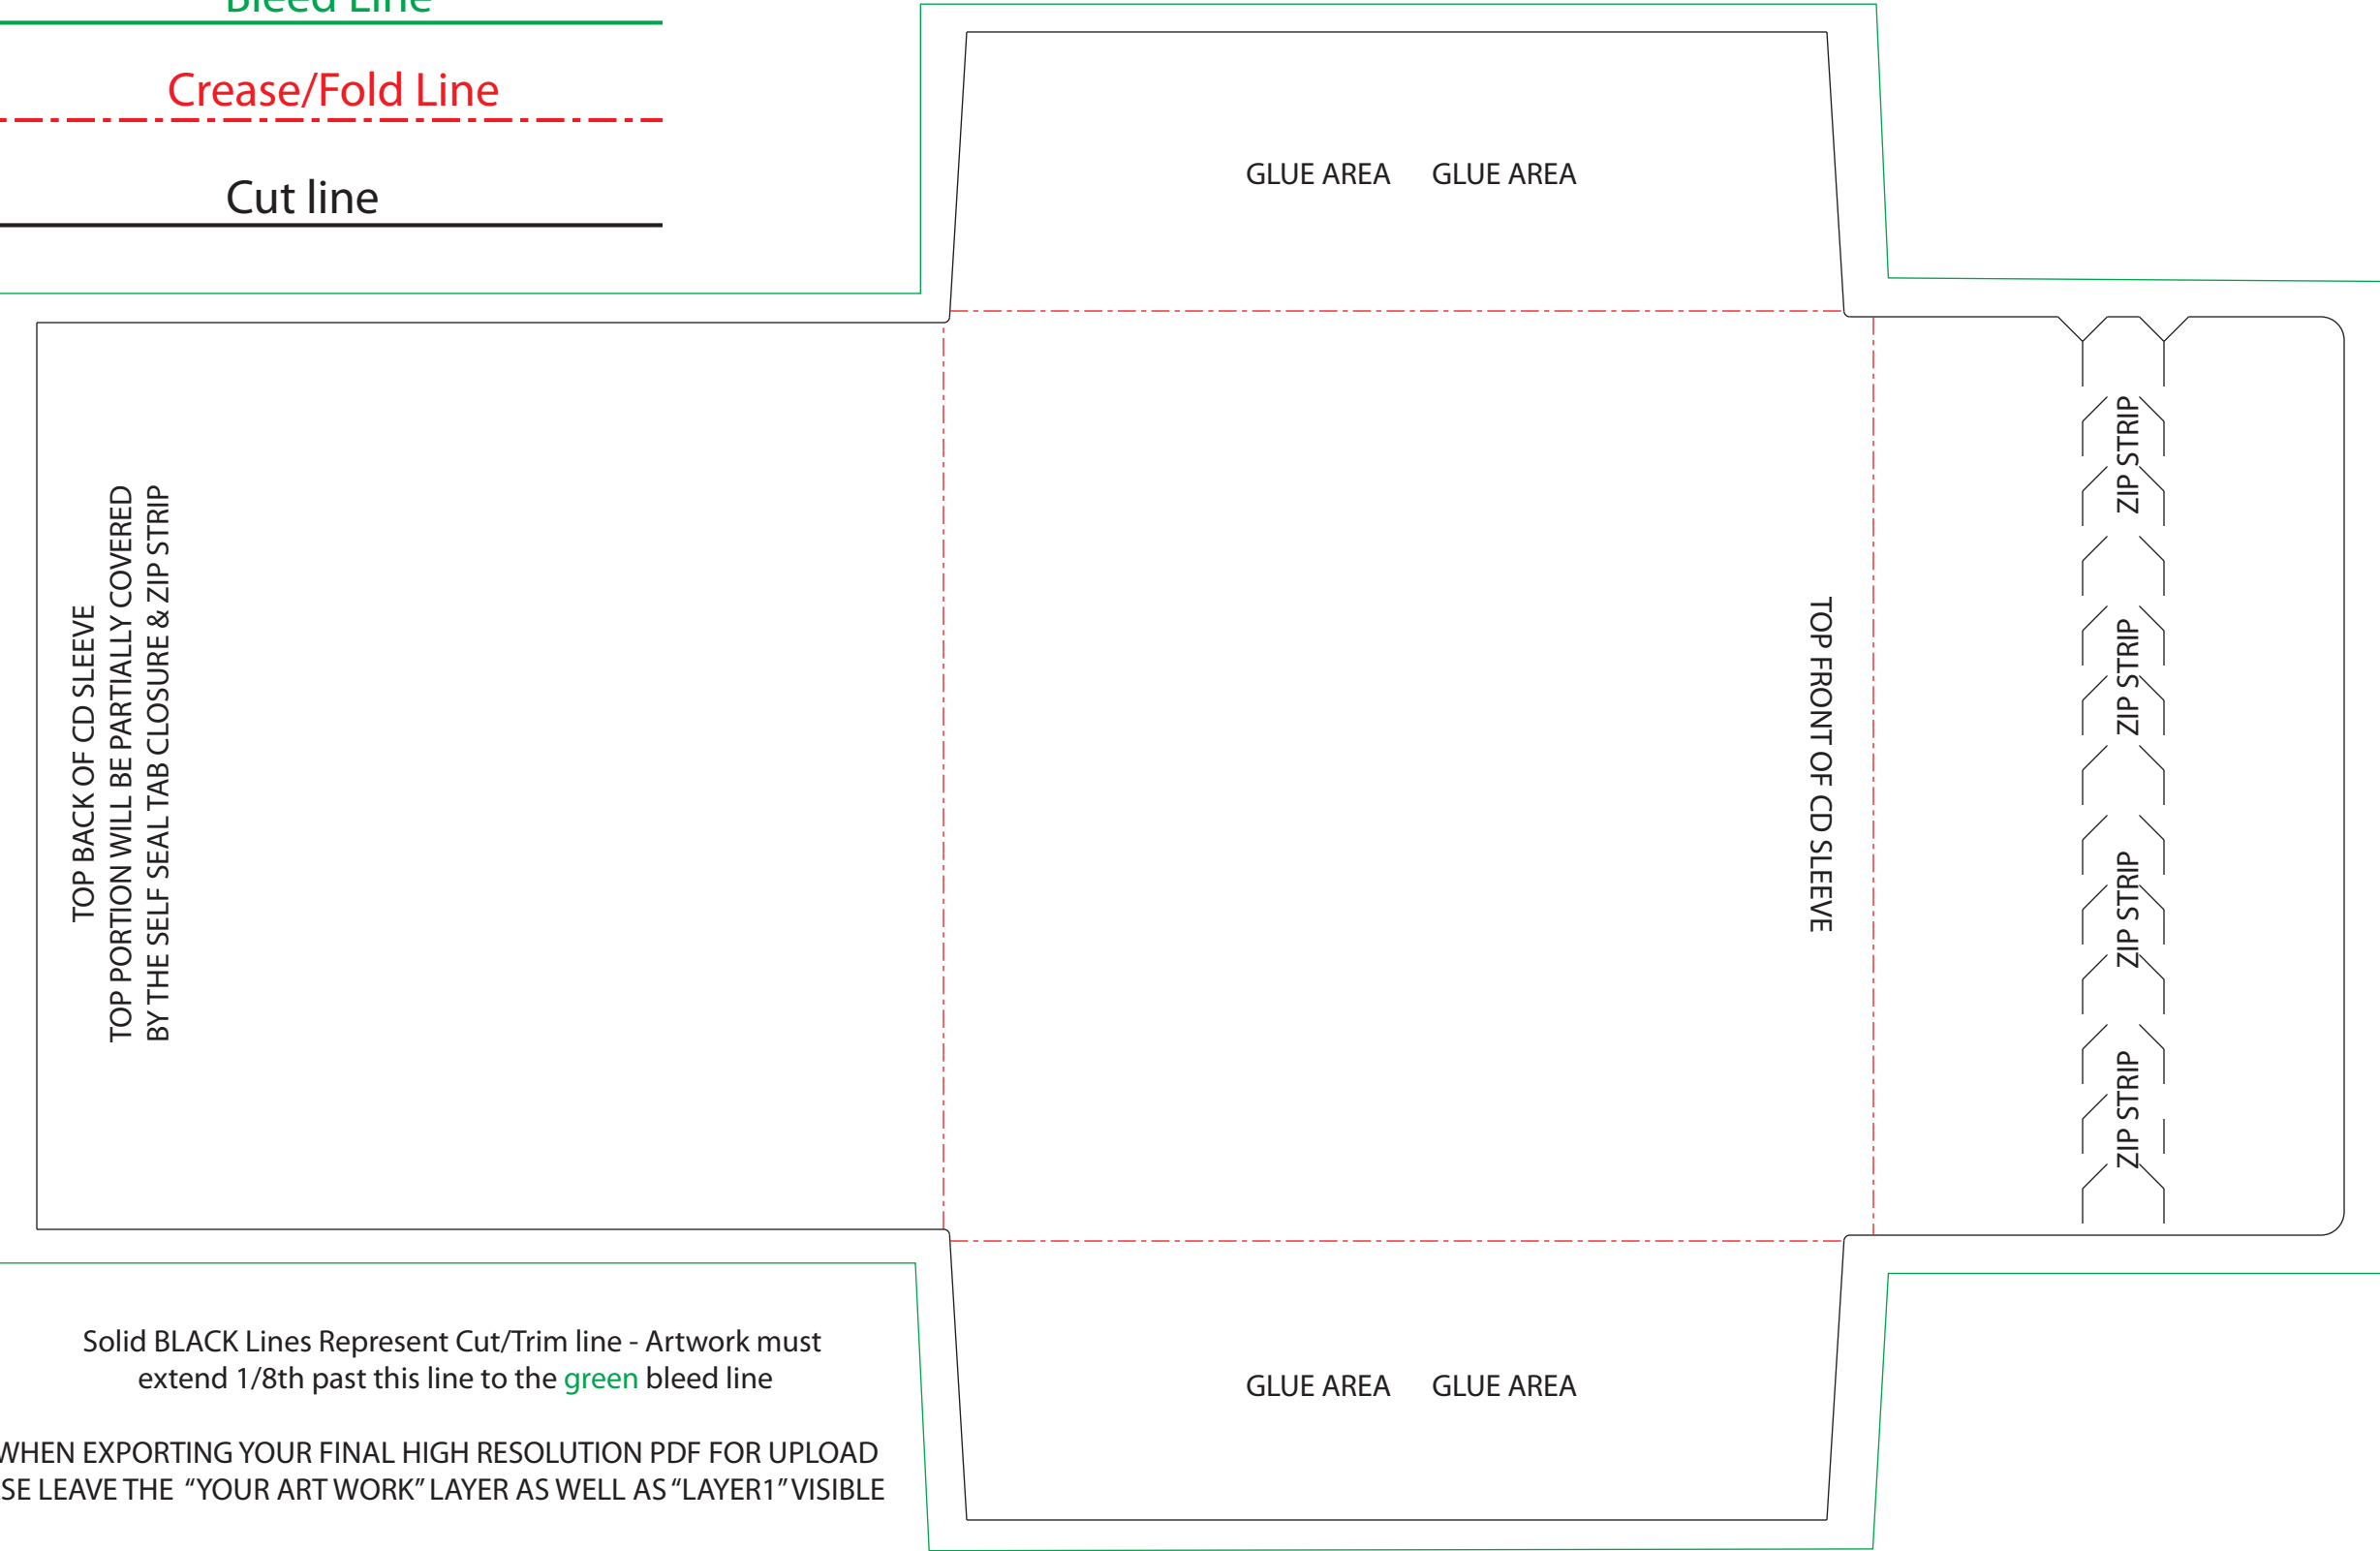 Bleed Line
Crease/Fold Line
Cut line
GLUE AREA GLUE AREA
TOP BACK OF CD SLEEVE
TOP PORTION WILL BE PARTIALLY COVERED
BY THE SELF SEAL TAB CLOSURE & ZIP STRIP
TOP FRONT OF CD SLEEVE
ZIP STRIP
ZIP STRIP
ZIP STRIP
ZIP STRIP
Solid BLACK Lines Represent Cut/Trim line - Artwork must
extend 1/8th past this line to the green bleed line
WHEN EXPORTING YOUR FINAL HIGH RESOLUTION PDF FOR UPLOAD
SE LEAVE THE “YOUR ART WORK” LAYER AS WELL AS “LAYER1” VISIBLE
GLUE AREA GLUE AREA